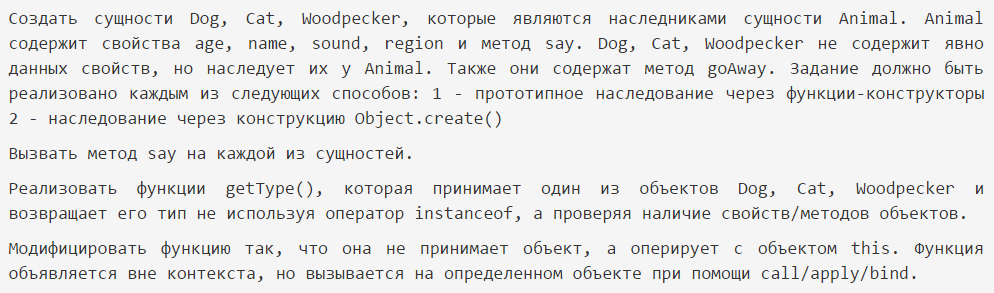 Создать сущности Dog, Cat, Woodpecker, которые являются наследниками сущности Animal. Animal
содержит свойства age, name, sound, region и метод say. Dog, Cat, Woodpecker не содержит явно
данных свойств, но наследует их у Animal. Также они содержат метод goAway. Задание должно быть
реализовано каждым из следующих способов: 1 - прототипное наследование через функции-конструкторы
2 - наследование через конструкцию Object.create()
Вызвать метод say на каждой из сущностей.
Реализовать функции getType(), которая принимает один из объектов Dog, Cat, Woodpecker и
возвращает его тип не используя оператор instanceof, а проверяя наличие свойств/методов объектов.
Модифицировать функцию так, что она не принимает объект, а оперирует с объектом this. Функция
объявляется вне контекста, но вызывается на определенном объекте при помощи call/apply/bind.